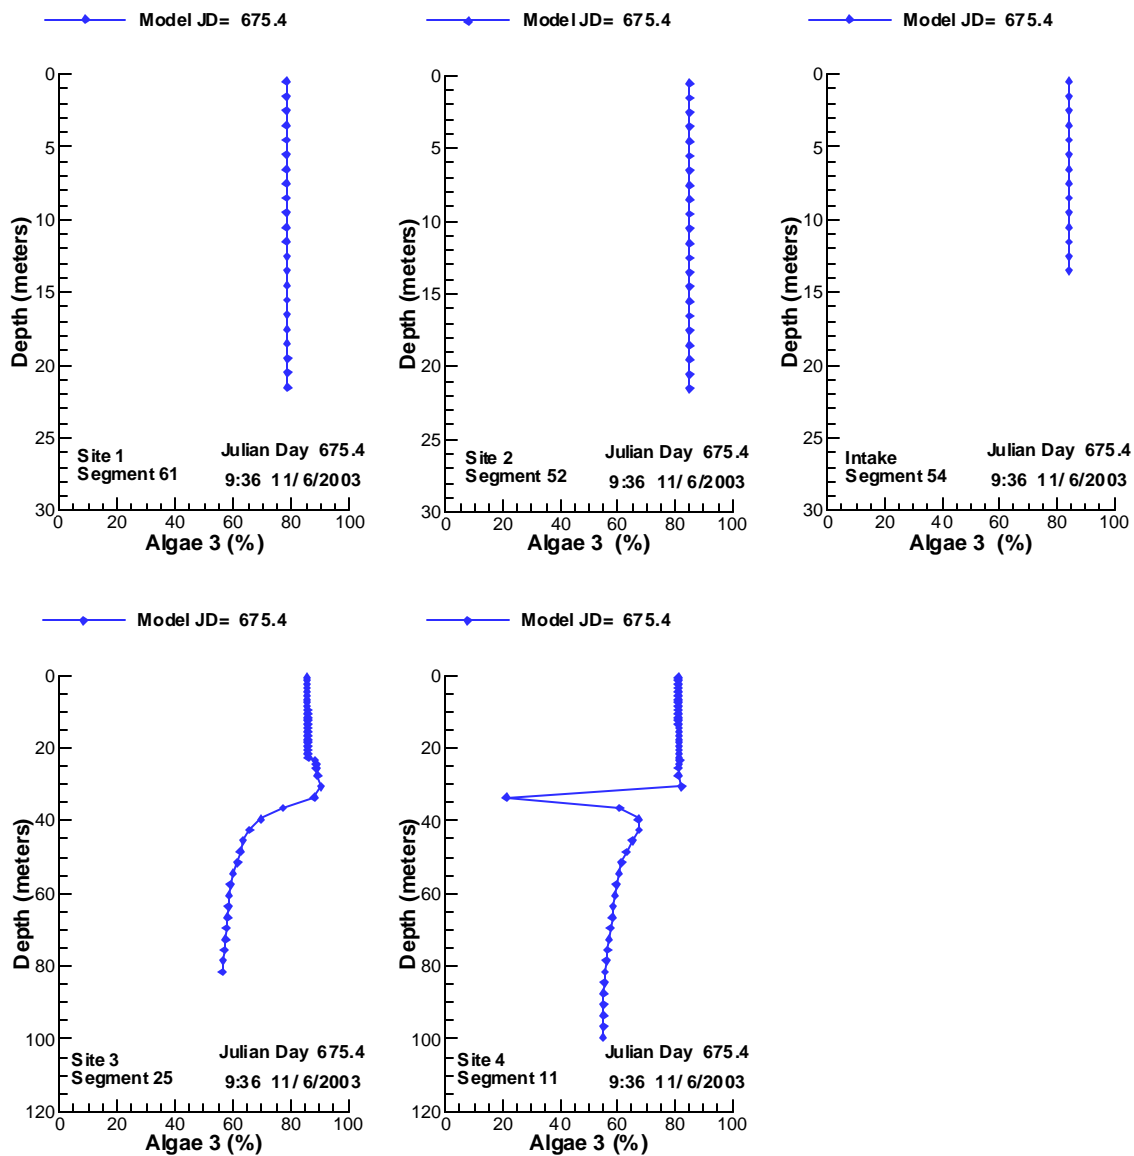 Model JD= 675.4
Model JD= 675.4
Model JD= 675.4
0
5
10
15
20
25
30
0 20 40 60 80 100
Depth (meters)
Algae 3 (%)
Site 1
Segment 61
Julian Day 675.4
9:36 11/ 6/2003
0
5
10
15
20
25
30
0 20 40 60 80 100
Depth (meters)
Algae 3 (%)
Site 2
Segment 52
Julian Day 675.4
9:36 11/ 6/2003
0
5
10
15
20
25
30
0 20 40 60 80 100
Depth (meters)
Algae 3 (%)
Intake
Segment 54
Julian Day 675.4
9:36 11/ 6/2003
Model JD= 675.4
Model JD= 675.4
0
20
40
60
80
100
120
0 20 40 60 80 100
Depth (meters)
Algae 3 (%)
Site 3
Segment 25
Julian Day 675.4
9:36 11/ 6/2003
0
20
40
60
80
100
120
0 20 40 60 80 100
Depth (meters)
Algae 3 (%)
Site 4
Segment 11
Julian Day 675.4
9:36 11/ 6/2003